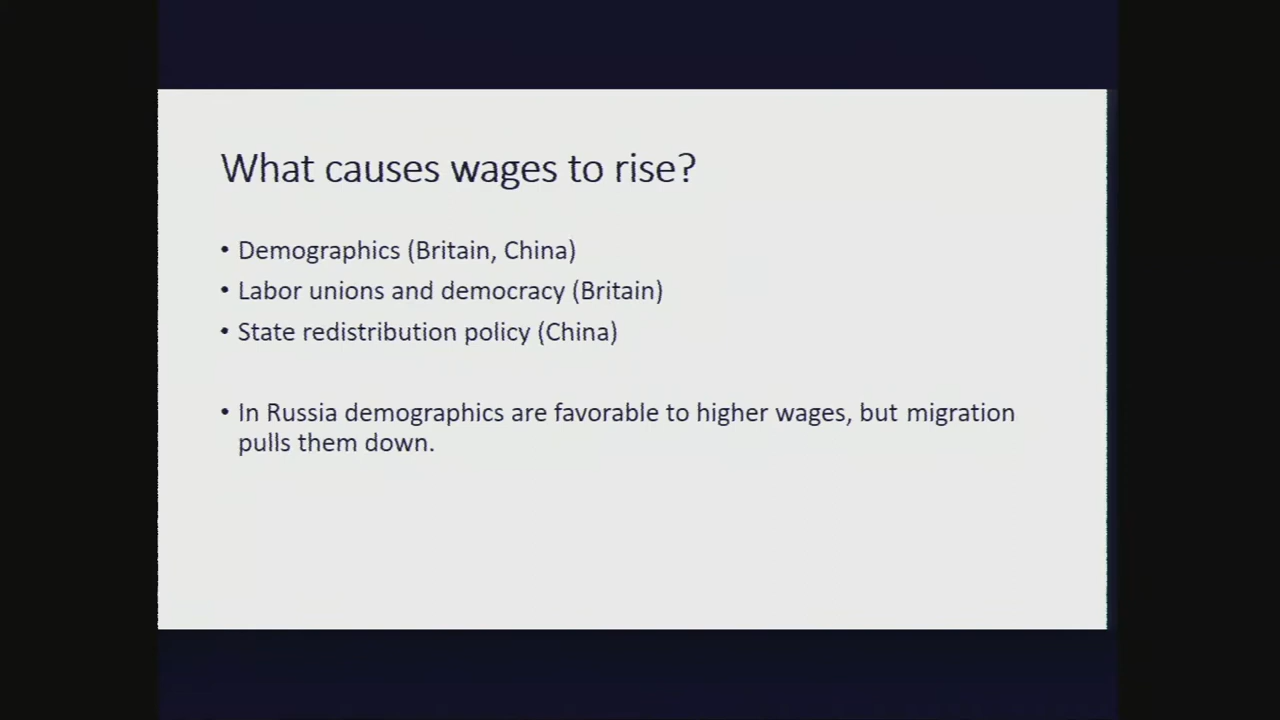 What causes wages to rise?
• Demographics (Britain, China)
• Labor unions and democracy (Britain)
• State redistribution policy (China)
• In Russia demographics are favorable to higher wages, but migration
pulls them down.